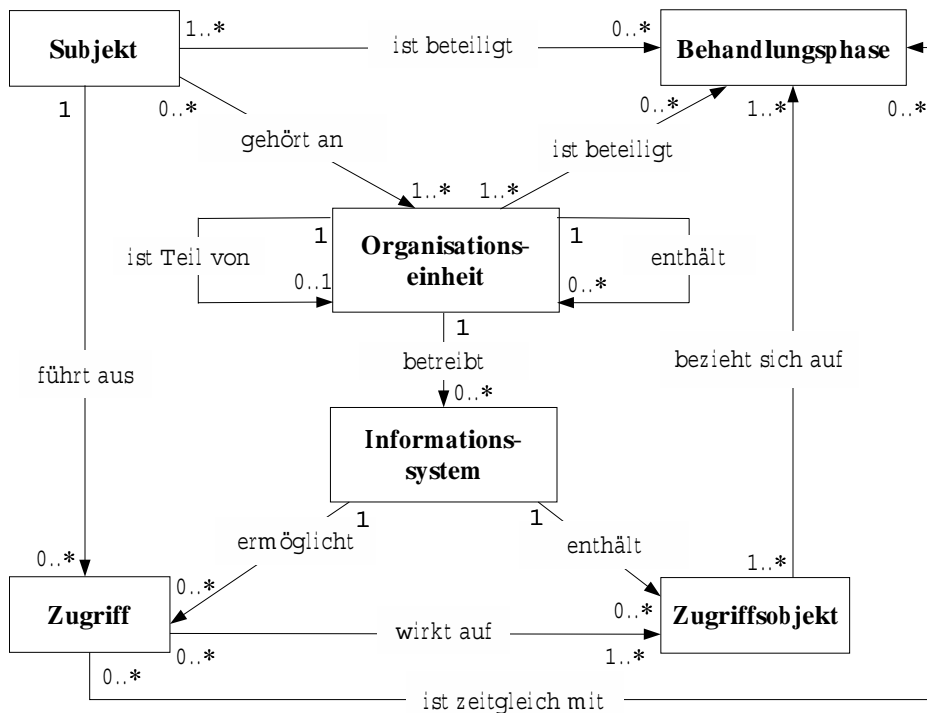 1..* 0..*
Subjekt ist beteiligt Behandlungsphase
1 0..* 0..* 1..* 0..*
gehört an ist beteiligt
1..* 1..*
1 Organisations- 1
ist Teil von enthält
einheit
0..1 0..*
1
betreibt bezieht sich auf
führt aus
0..*
Informations-
system
1 1
ermöglicht enthält
0..* 0..* 1..*
Zugriff 0..* Zugriffsobjekt
wirkt auf
0..* 1..*
0..*
ist zeitgleich mit